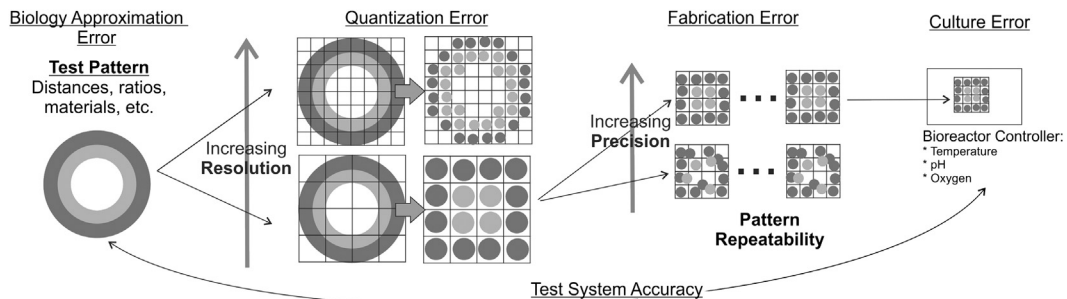 Biology Approximation
Error
Test Pattern
Distances, ratios,
materials, etc.
Quantization Error
Increasing
Resolution
Fabrication Error
Increasing
Precision
Pattern
Repeatability
Culture Error
Bioreactor Controller:
* Temperature
* pH
* Oxygen
Test System Accuracy